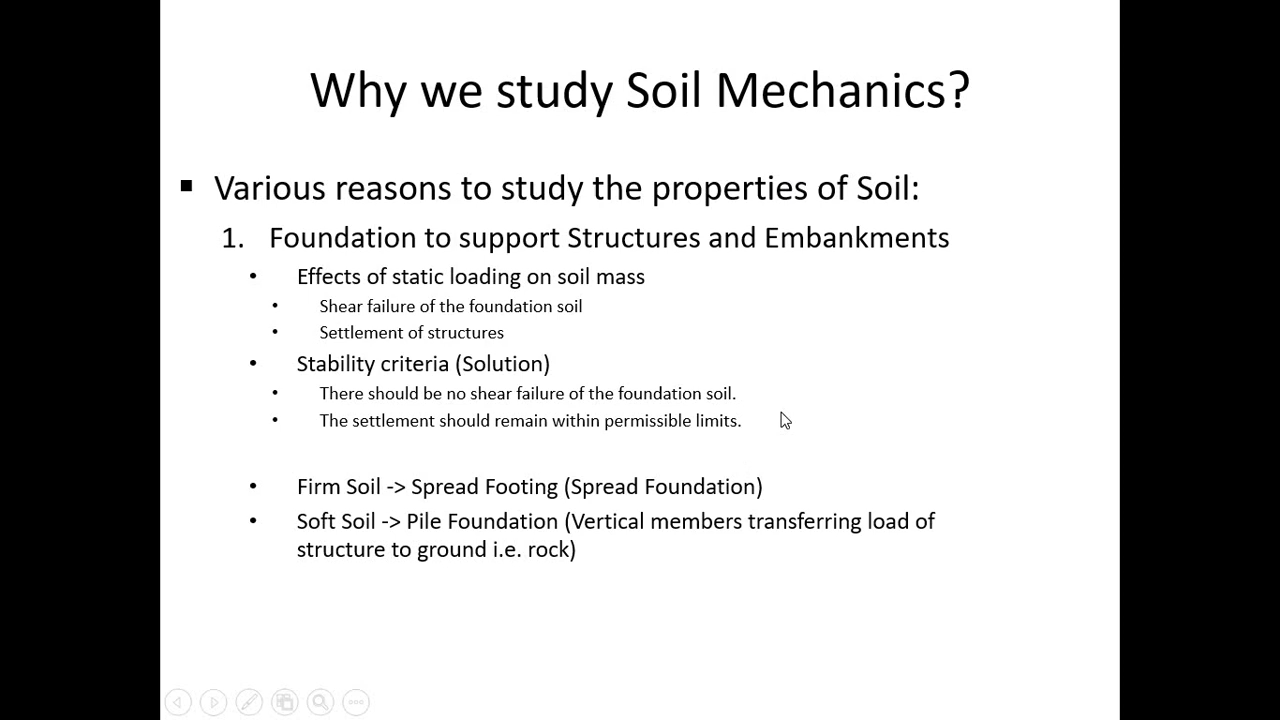 Why we study Soil Mechanics?
▪ Various reasons to study the properties of Soil:
1. Foundation to support Structures and Embankments
• Effects of static loading on soil mass
• Shear failure of the foundation soil
• Settlement of structures
• Stability criteria (Solution)
• There should be no shear failure of the foundation soil.
• The settlement should remain within permissible limits.
• Firm Soil -> Spread Footing (Spread Foundation)
• Soft Soil -> Pile Foundation (Vertical members transferring load of
structure to ground i.e. rock)